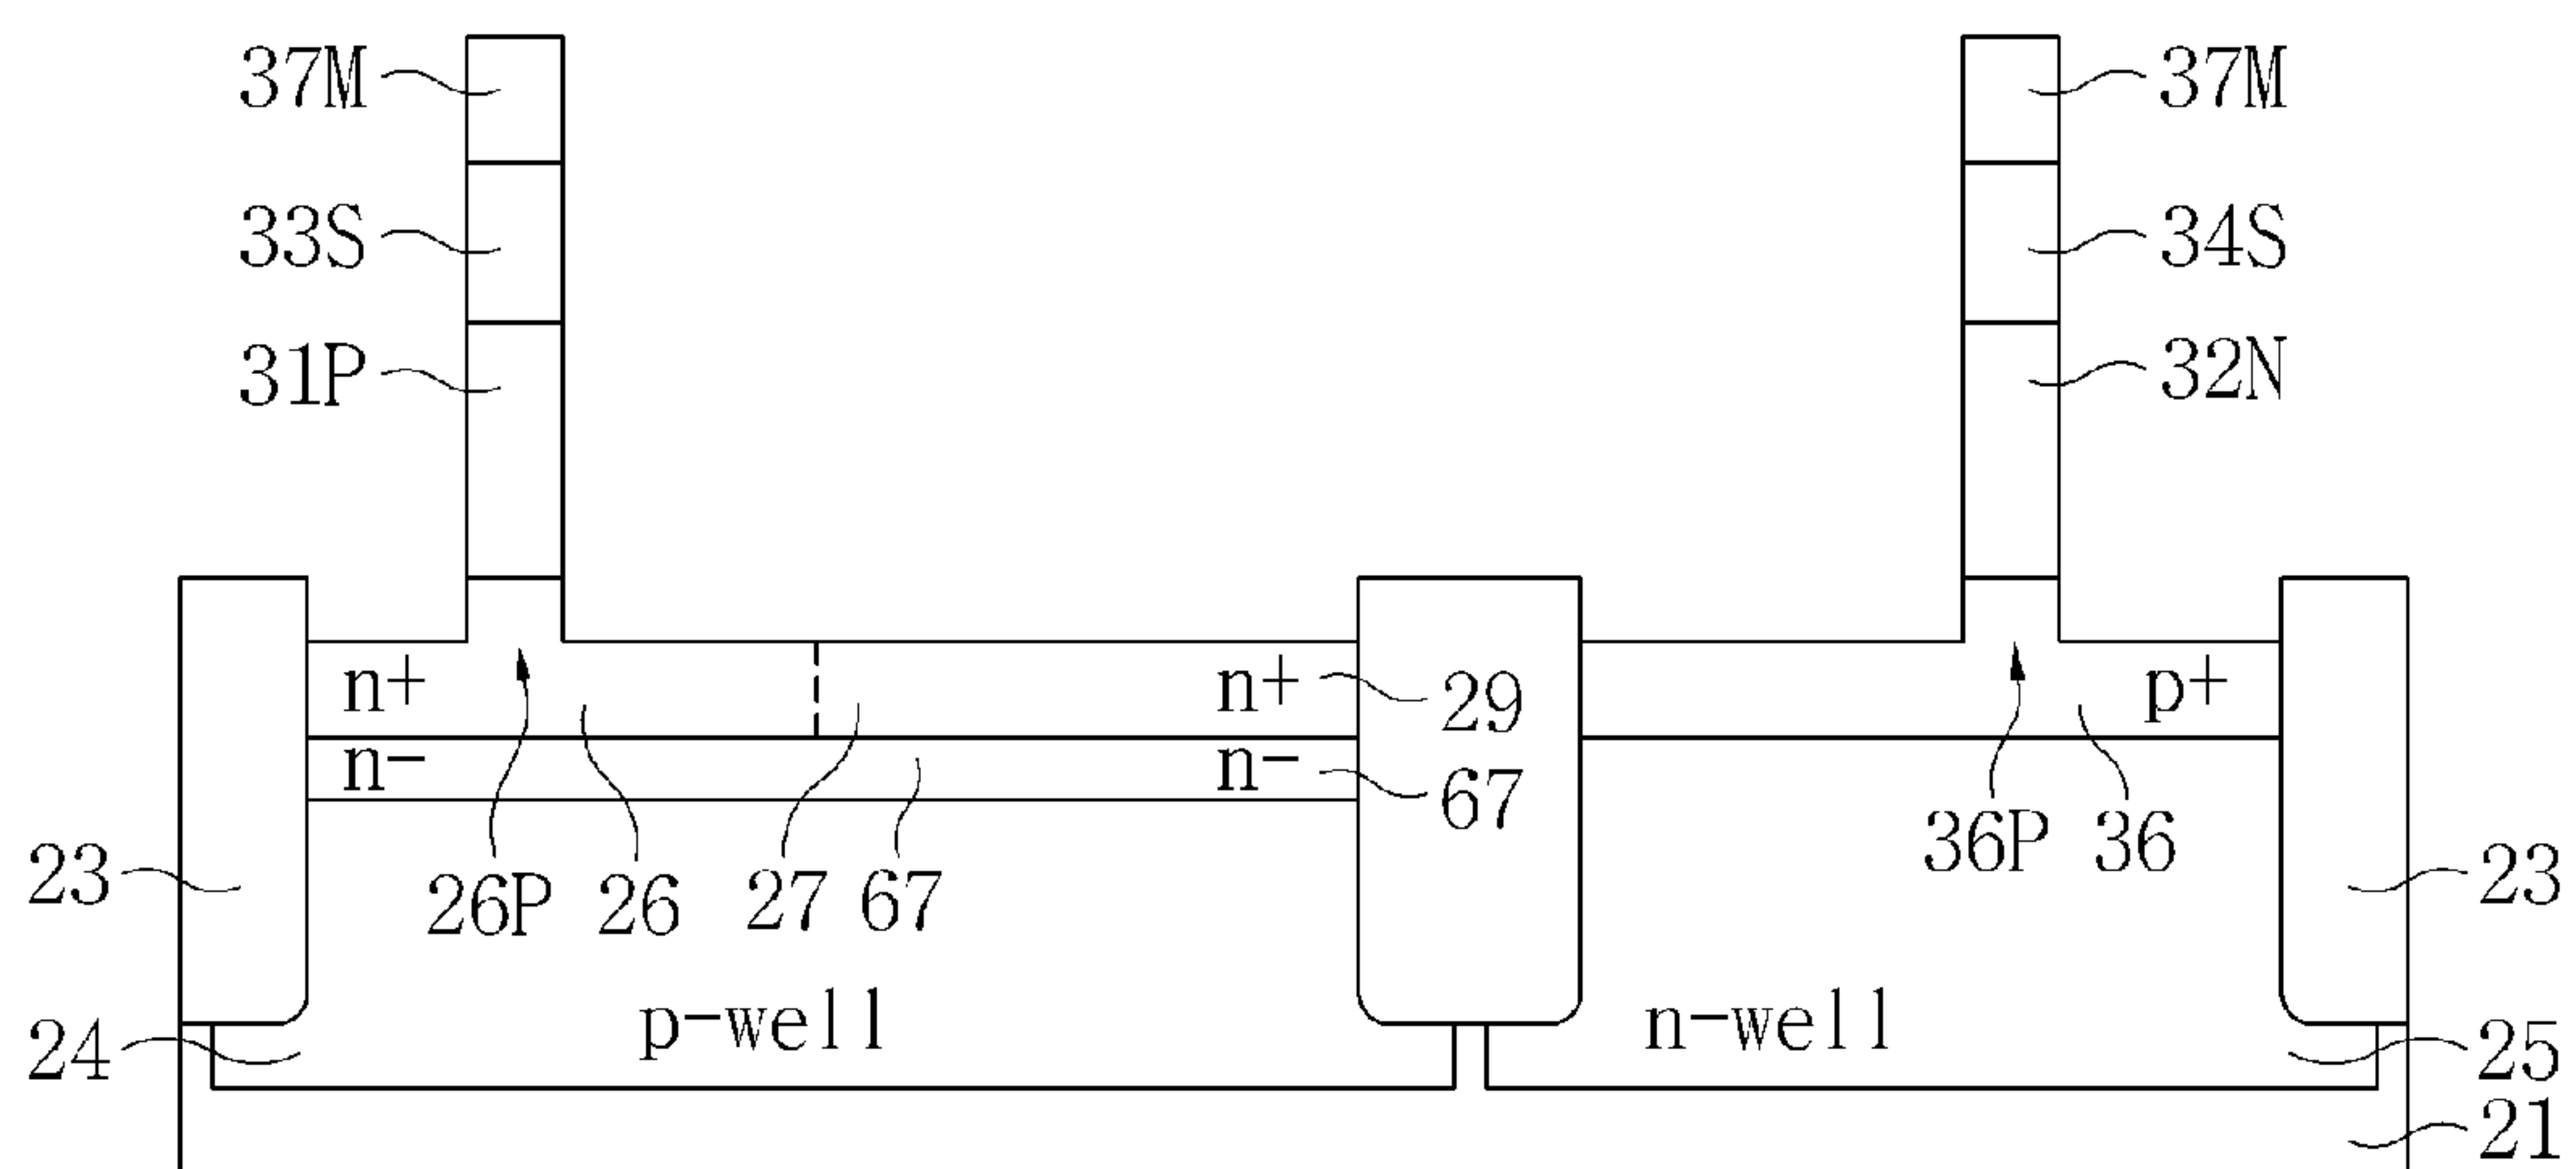 37M 37M
33S 34S
31P 32N
n+ n+ 29 p+
n- n- 67
23 26P 26 27 67 36P 36 23
24 p-well n-well 25
21